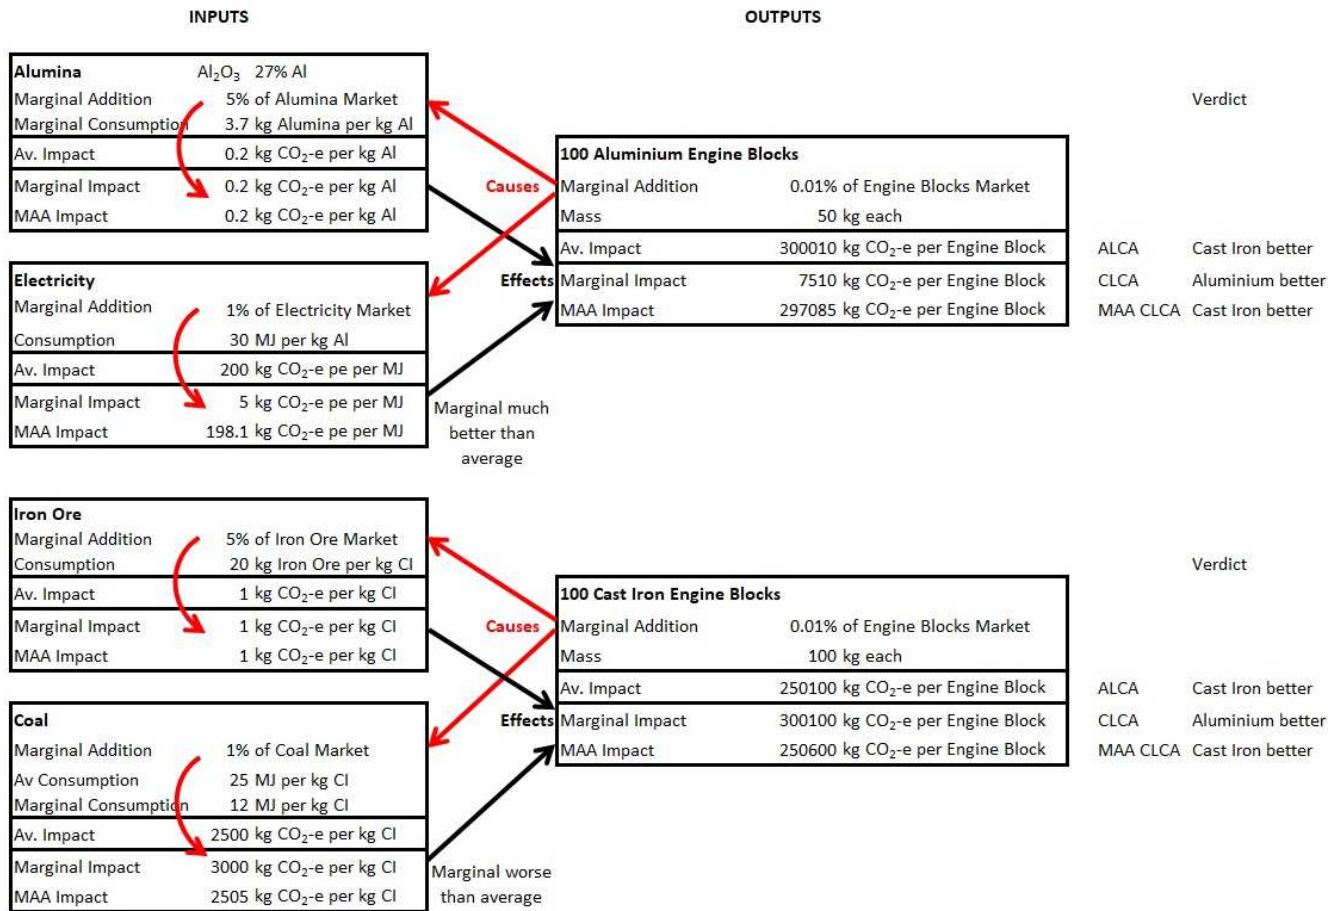 INPUTS
OUTPUTS
Alumina Al₂O₃ 27% Al
Marginal Addition 5% of Alumina Market
Marginal Consumption 3.7 kg Alumina per kg Al
Av. Impact 0.2 kg CO₂-e per kg Al
Marginal Impact 0.2 kg CO₂-e per kg Al
MAA Impact 0.2 kg CO₂-e per kg Al
Electricity
Marginal Addition 1% of Electricity Market
Consumption 30 MJ per kg Al
Av. Impact 200 kg CO₂-e pe per MJ
Marginal Impact 5 kg CO₂-e pe per MJ
MAA Impact 198.1 kg CO₂-e pe per MJ
Causes
Effects
Marginal much
better than
average
Verdict
100 Aluminium Engine Blocks
Marginal Addition 0.01% of Engine Blocks Market
Mass 50 kg each
Av. Impact 300010 kg CO₂-e per Engine Block ALCA Cast Iron better
Marginal Impact 7510 kg CO₂-e per Engine Block CLCA Aluminium better
MAA Impact 297085 kg CO₂-e per Engine Block MAA CLCA Cast Iron better
Iron Ore
Marginal Addition 5% of Iron Ore Market
Consumption 20 kg Iron Ore per kg CI
Av. Impact 1 kg CO₂-e per kg CI
Marginal Impact 1 kg CO₂-e per kg CI
MAA Impact 1 kg CO₂-e per kg CI
Coal
Marginal Addition 1% of Coal Market
Av Consumption 25 MJ per kg CI
Marginal Consumption 12 MJ per kg CI
Av. Impact 2500 kg CO₂-e per kg CI
Marginal Impact 3000 kg CO₂-e per kg CI
MAA Impact 2505 kg CO₂-e per kg CI
Causes
Effects
Marginal worse
than average
Verdict
100 Cast Iron Engine Blocks
Marginal Addition 0.01% of Engine Blocks Market
Mass 100 kg each
Av. Impact 250100 kg CO₂-e per Engine Block ALCA Cast Iron better
Marginal Impact 300100 kg CO₂-e per Engine Block CLCA Aluminium better
MAA Impact 250600 kg CO₂-e per Engine Block MAA CLCA Cast Iron better